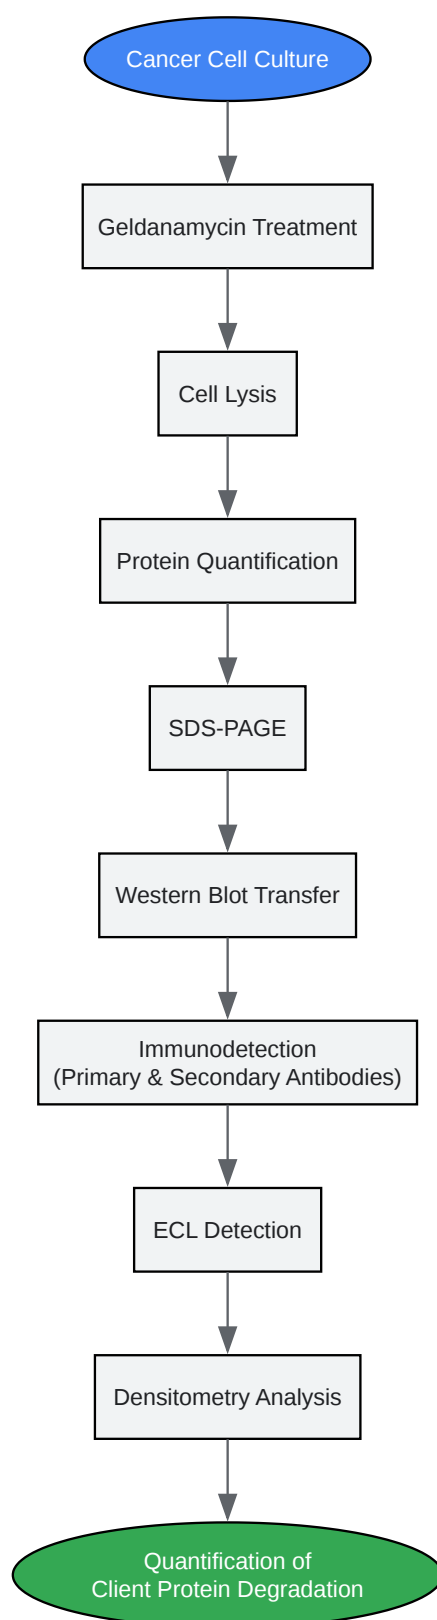 Cancer Cell Culture
Geldanamycin Treatment
Cell Lysis
Protein Quantification
SDS-PAGE
Western Blot Transfer
Immunodetection
(Primary & Secondary Antibodies)
ECL Detection
Densitometry Analysis
Quantification of
Client Protein Degradation